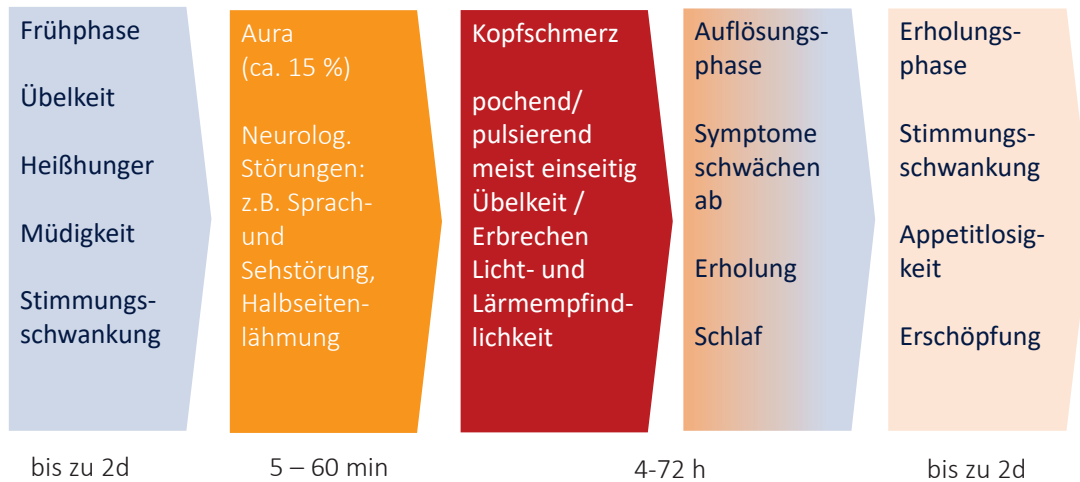 Frühphase
Übelkeit
Heißhunger
Müdigkeit
Stimmungs-
schwankung
bis zu 2d
Aura
(ca. 15 %)
Neurolog.
Störungen:
z.B. Sprach-
und
Sehstörung,
Halbseiten-
lähmung
5 – 60 min
Kopfschmerz
pochend/
pulsierend
meist einseitig
Übelkeit /
Erbrechen
Licht- und
Lärmempfind-
lichkeit
Auflösungs-
phase
Symptome
schwächen
ab
Erholung
Schlaf
4-72 h
Erholungs-
phase
Stimmungs-
schwankung
Appetitlosig-
keit
Erschöpfung
bis zu 2d